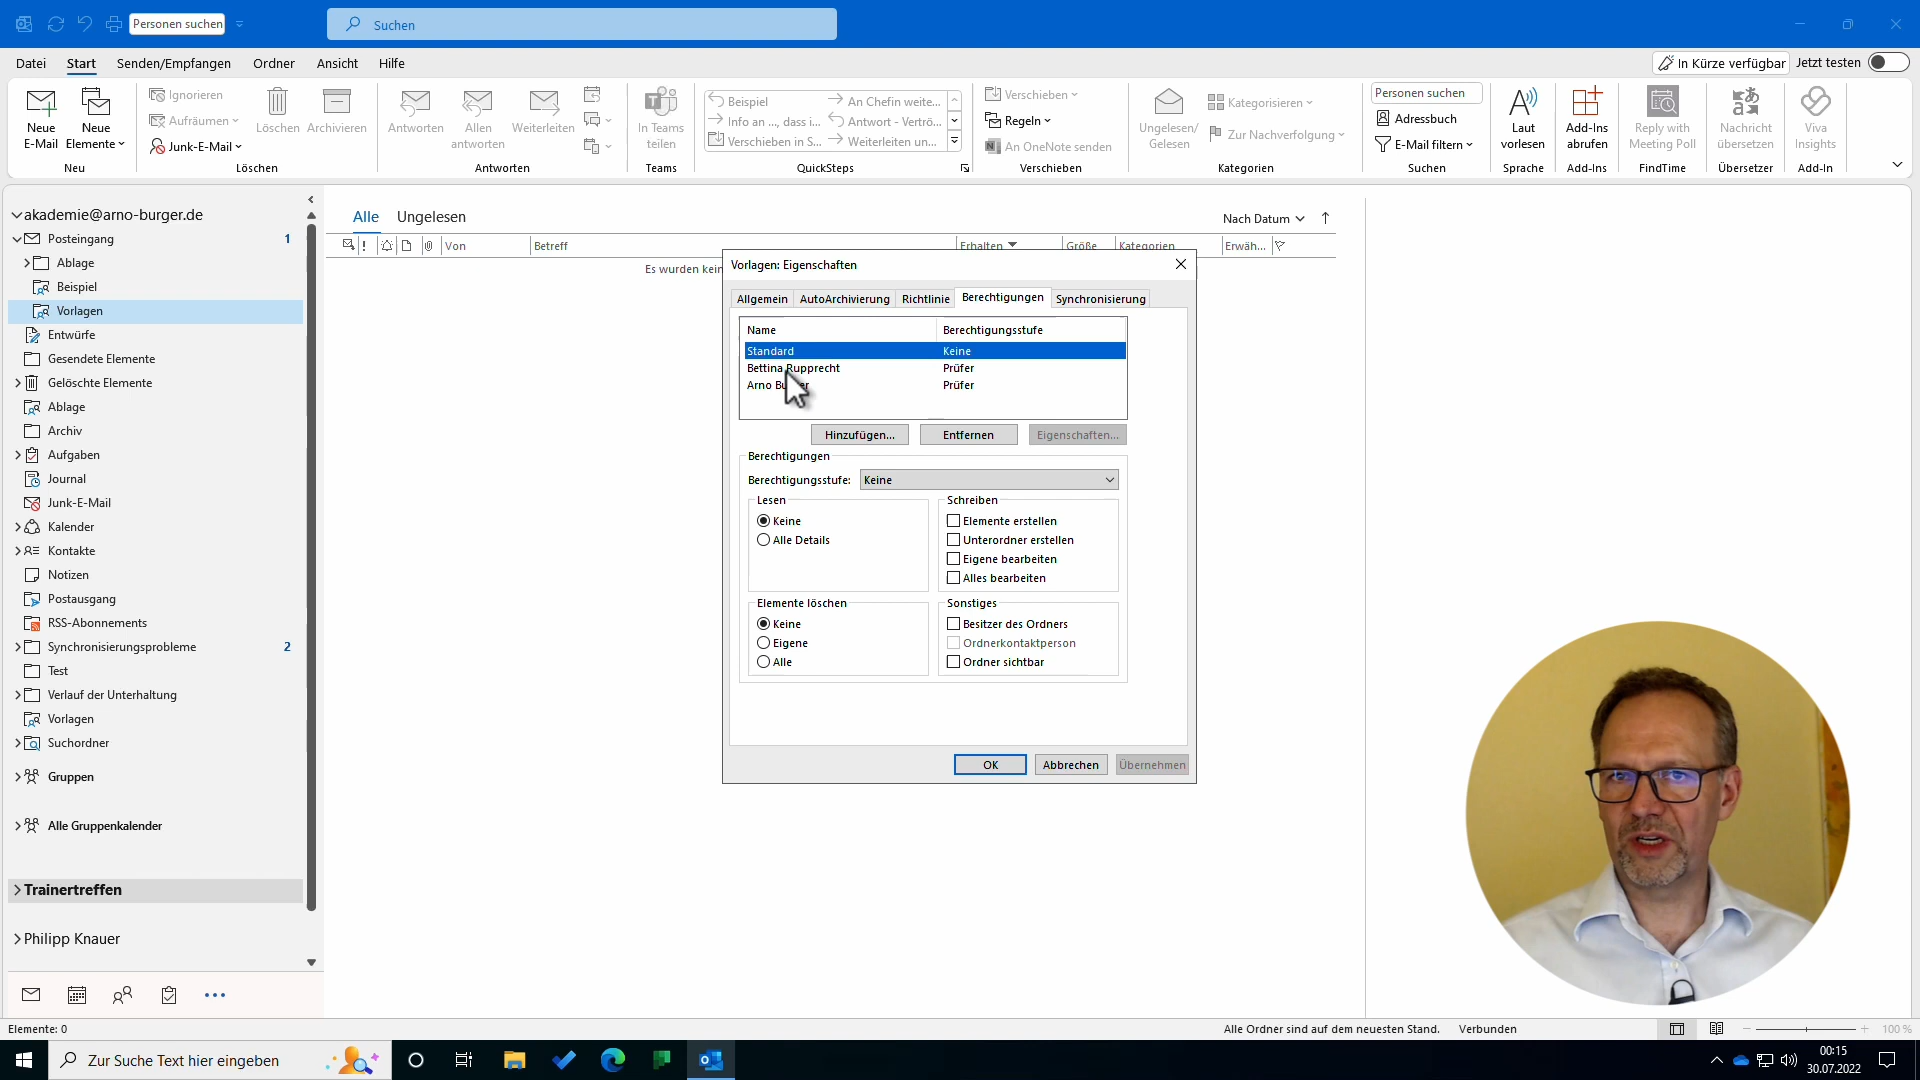 Personen suchen
Suchen
Datei Start Senden/Empfangen Ordner Ansicht Hilfe
In Kürze verfügbar Jetzt testen
Neue E-Mail
Neue Elemente
Neu
Ignorieren
Aufräumen
Junk-E-Mail
Löschen
Archivieren
Löschen
Antworten
Allen antworten
Weiterleiten
Antworten
In Teams teilen
Teams
Beispiel
Info an ..., dass i...
Verschieben in S...
An Chefin weite...
Antwort - Vertrö...
Weiterleiten un...
QuickSteps
Verschieben
Regeln
An OneNote senden
Verschieben
Ungelesen/ Gelesen
Kategorisieren
Zur Nachverfolgung
Kategorien
Personen suchen
Adressbuch
E-Mail filtern
Suchen
Laut vorlesen
Sprache
Add-Ins abrufen
Add-Ins
Reply with Meeting Poll
FindTime
Nachricht übersetzen
Übersetzer
Viva Insights
Add-In
akademie@arno-burger.de
Posteingang 1
Ablage
Beispiel
Vorlagen
Entwürfe
Gesendete Elemente
Gelöschte Elemente
Ablage
Archiv
Aufgaben
Journal
Junk-E-Mail
Kalender
Kontakte
Notizen
Postausgang
RSS-Abonnements
Synchronisierungsprobleme 2
Test
Verlauf der Unterhaltung
Vorlagen
Suchordner
Gruppen
Alle Gruppenkalender
Trainertreffen
Philipp Knauer
Alle Ungelesen
Nach Datum
Von Betreff Erhalten Größe Kategorien Erwäh...
Es wurden kein
Vorlagen: Eigenschaften
Allgemein AutoArchivierung Richtlinie Berechtigungen Synchronisierung
Name Berechtigungsstufe
Standard Keine
Bettina Rupprecht Prüfer
Arno Burger Prüfer
Hinzufügen... Entfernen Eigenschaften...
Berechtigungen
Berechtigungsstufe: Keine
Lesen
Keine
Alle Details
Schreiben
Elemente erstellen
Unterordner erstellen
Eigene bearbeiten
Alles bearbeiten
Elemente löschen
Keine
Eigene
Alle
Sonstiges
Besitzer des Ordners
Ordnerkontaktperson
Ordner sichtbar
OK Abbrechen Übernehmen
Elemente: 0
Alle Ordner sind auf dem neuesten Stand. Verbunden
100 %
Zur Suche Text hier eingeben
00:15
30.07.2022